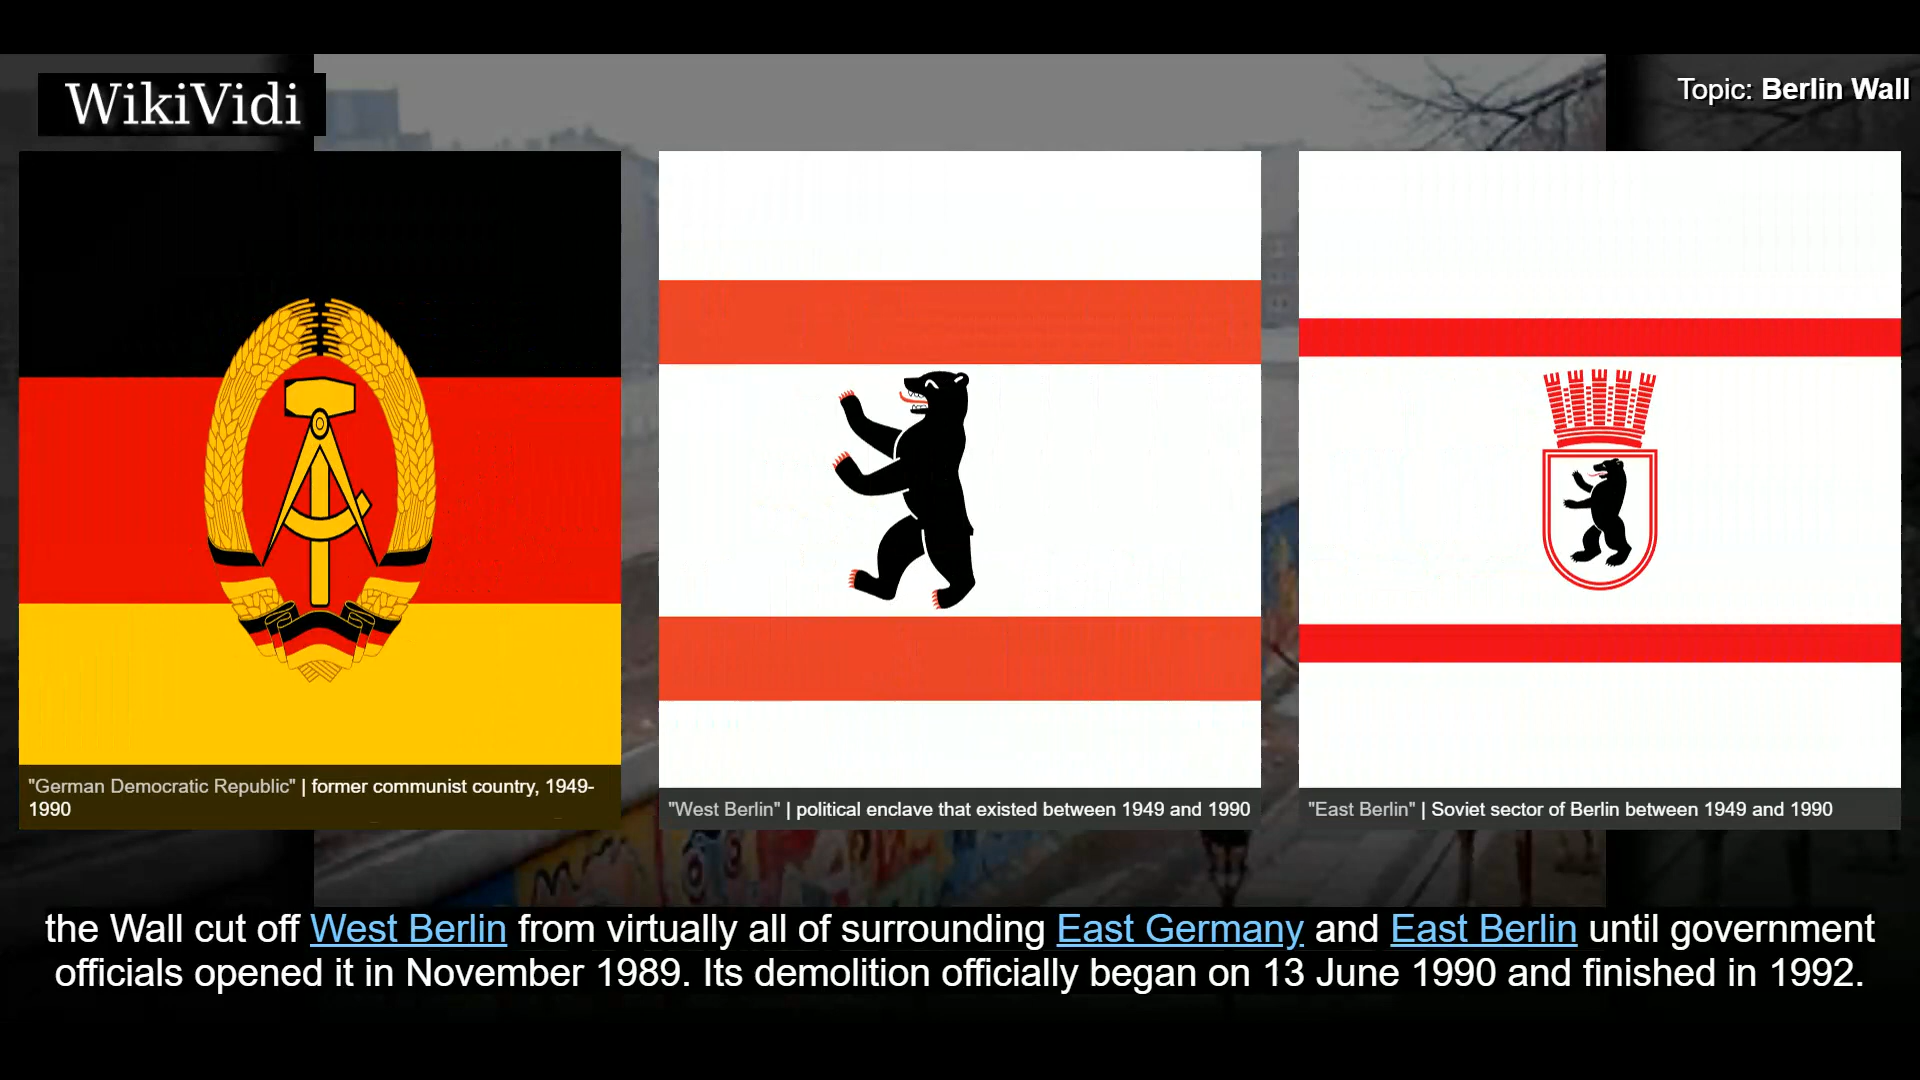 WikiVidi
Topic: Berlin Wall
"German Democratic Republic" | former communist country, 1949-
1990
"West Berlin" | political enclave that existed between 1949 and 1990
"East Berlin" | Soviet sector of Berlin between 1949 and 1990
the Wall cut off West Berlin from virtually all of surrounding East Germany and East Berlin until government
officials opened it in November 1989. Its demolition officially began on 13 June 1990 and finished in 1992.